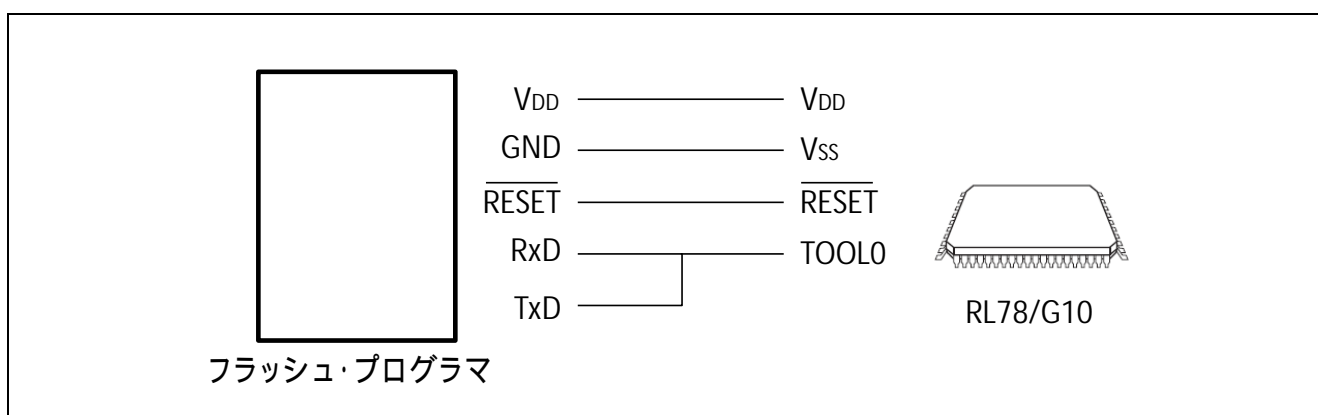 VDD VDD
GND VSS
RESET RESET
RxD TOOL0
TxD
RL78/G10
フラッシュ・プログラマ